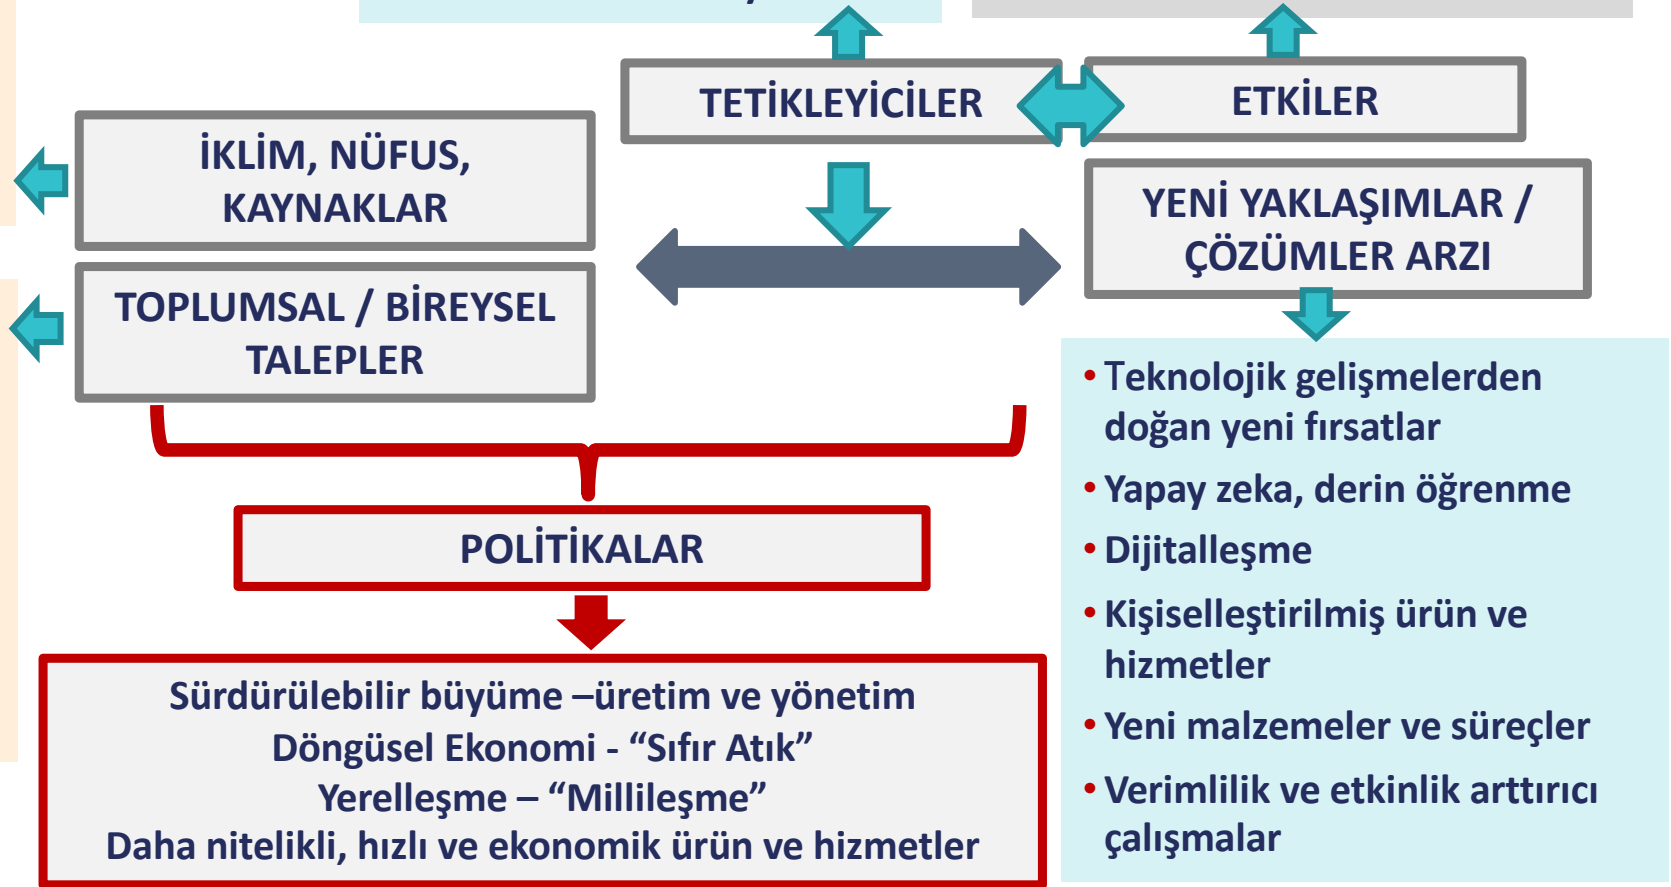 TETİKLEYİCİLER
ETKİLER
İKLİM, NÜFUS,
KAYNAKLAR
YENİ YAKLAŞIMLAR /
ÇÖZÜMLER ARZI
TOPLUMSAL / BİREYSEL
TALEPLER
POLİTİKALAR
Sürdürülebilir büyüme –üretim ve yönetim
Döngüsel Ekonomi - “Sıfır Atık”
Yerelleşme – “Millileşme”
Daha nitelikli, hızlı ve ekonomik ürün ve hizmetler
• Teknolojik gelişmelerden
doğan yeni fırsatlar
• Yapay zeka, derin öğrenme
• Dijitalleşme
• Kişiselleştirilmiş ürün ve
hizmetler
• Yeni malzemeler ve süreçler
• Verimlilik ve etkinlik arttırıcı
çalışmalar